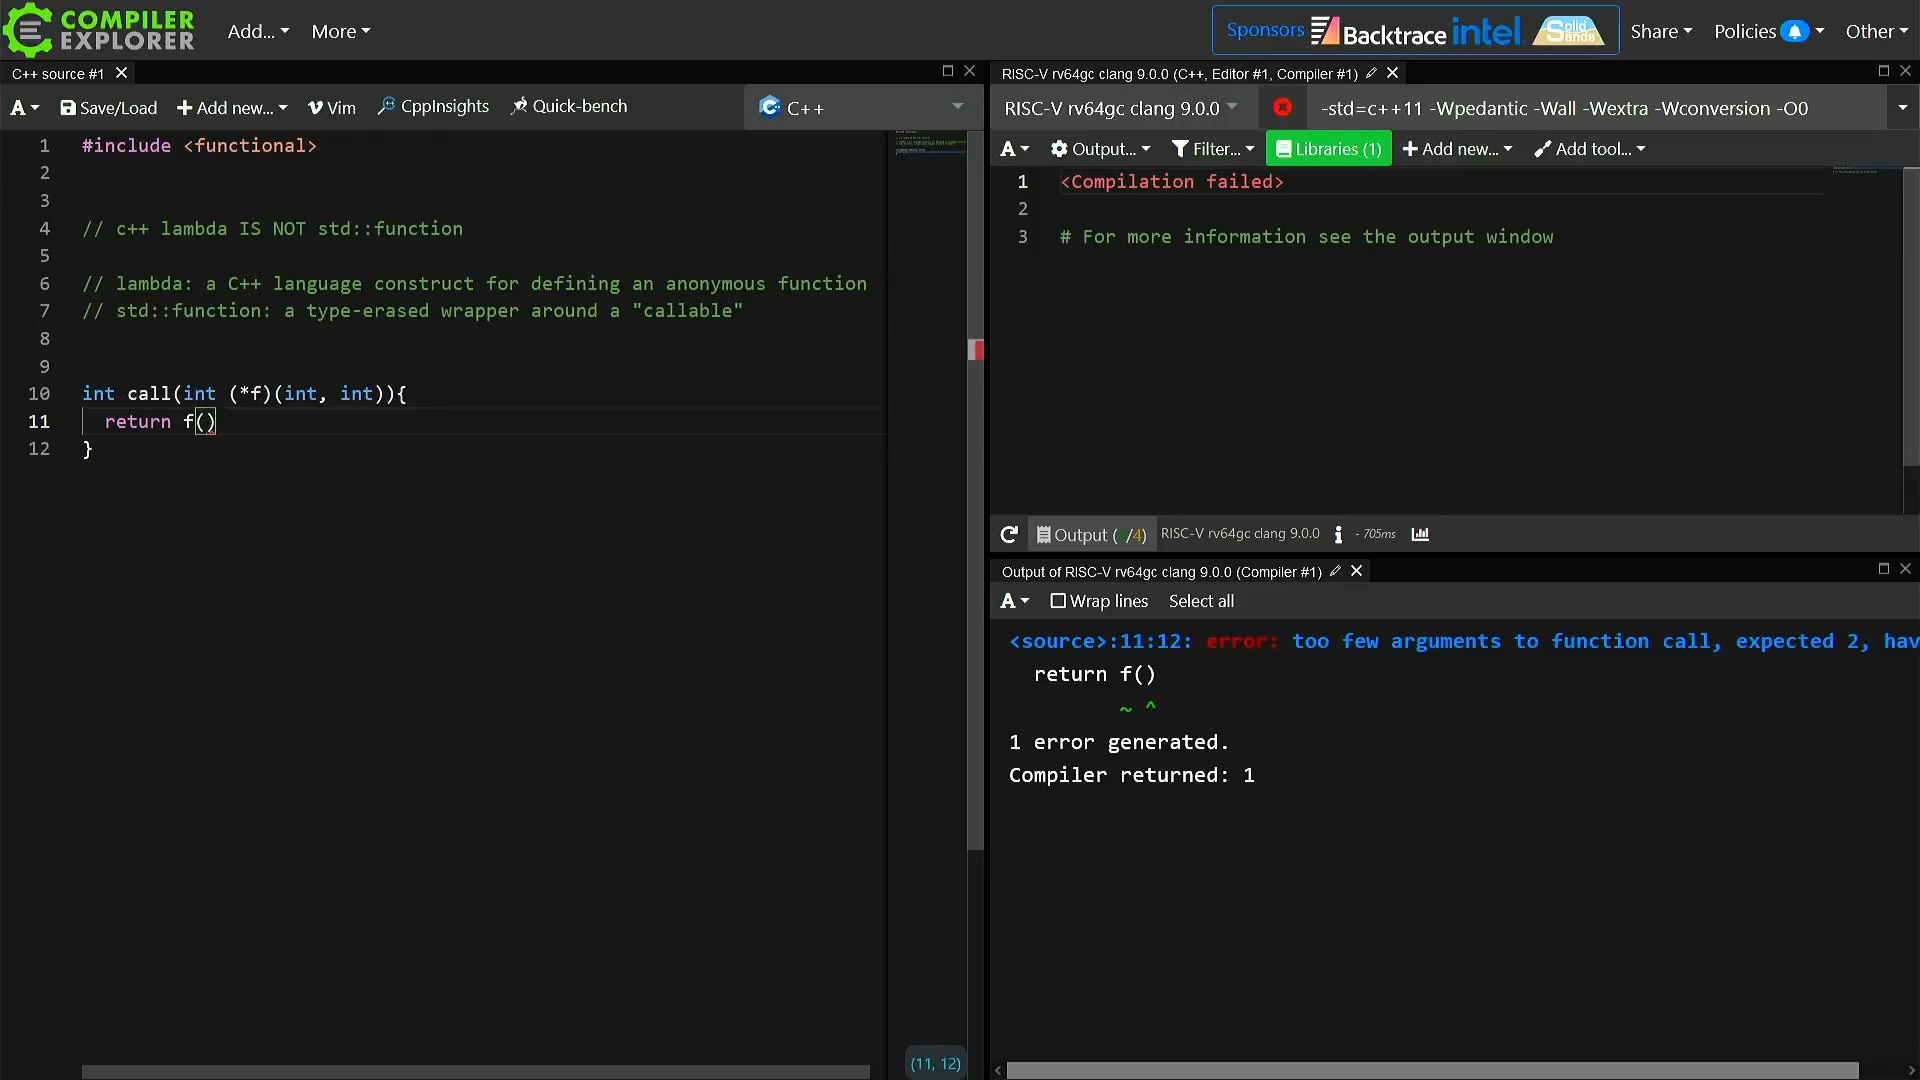 COMPILER EXPLORER Add... More Sponsors Backtrace intel Solid Sands Share Policies Other
C++ source #1
A Save/Load Add new... Vim CppInsights Quick-bench C++
1 #include <functional>
2
3
4 // c++ lambda IS NOT std::function
5
6 // lambda: a C++ language construct for defining an anonymous function
7 // std::function: a type-erased wrapper around a "callable"
8
9
10 int call(int (*f)(int, int)){
11 return f()
12 }
(11, 12)
RISC-V rv64gc clang 9.0.0 (C++, Editor #1, Compiler #1)
RISC-V rv64gc clang 9.0.0 -std=c++11 -Wpedantic -Wall -Wextra -Wconversion -O0
A Output... Filter... Libraries (1) Add new... Add tool...
1 <Compilation failed>
2
3 # For more information see the output window
Output ( /4) RISC-V rv64gc clang 9.0.0 i - 705ms
Output of RISC-V rv64gc clang 9.0.0 (Compiler #1)
A Wrap lines Select all
<source>:11:12: error: too few arguments to function call, expected 2, hav
return f()
~ ^
1 error generated.
Compiler returned: 1